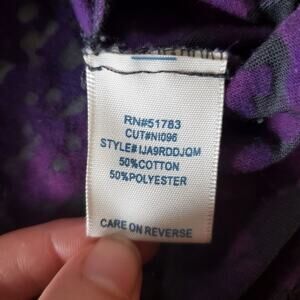 RN#51783
CUT#NI096
STYLE#IJA9RDDJQM
50%COTTON
50%POLYESTER
CARE ON REVERSE